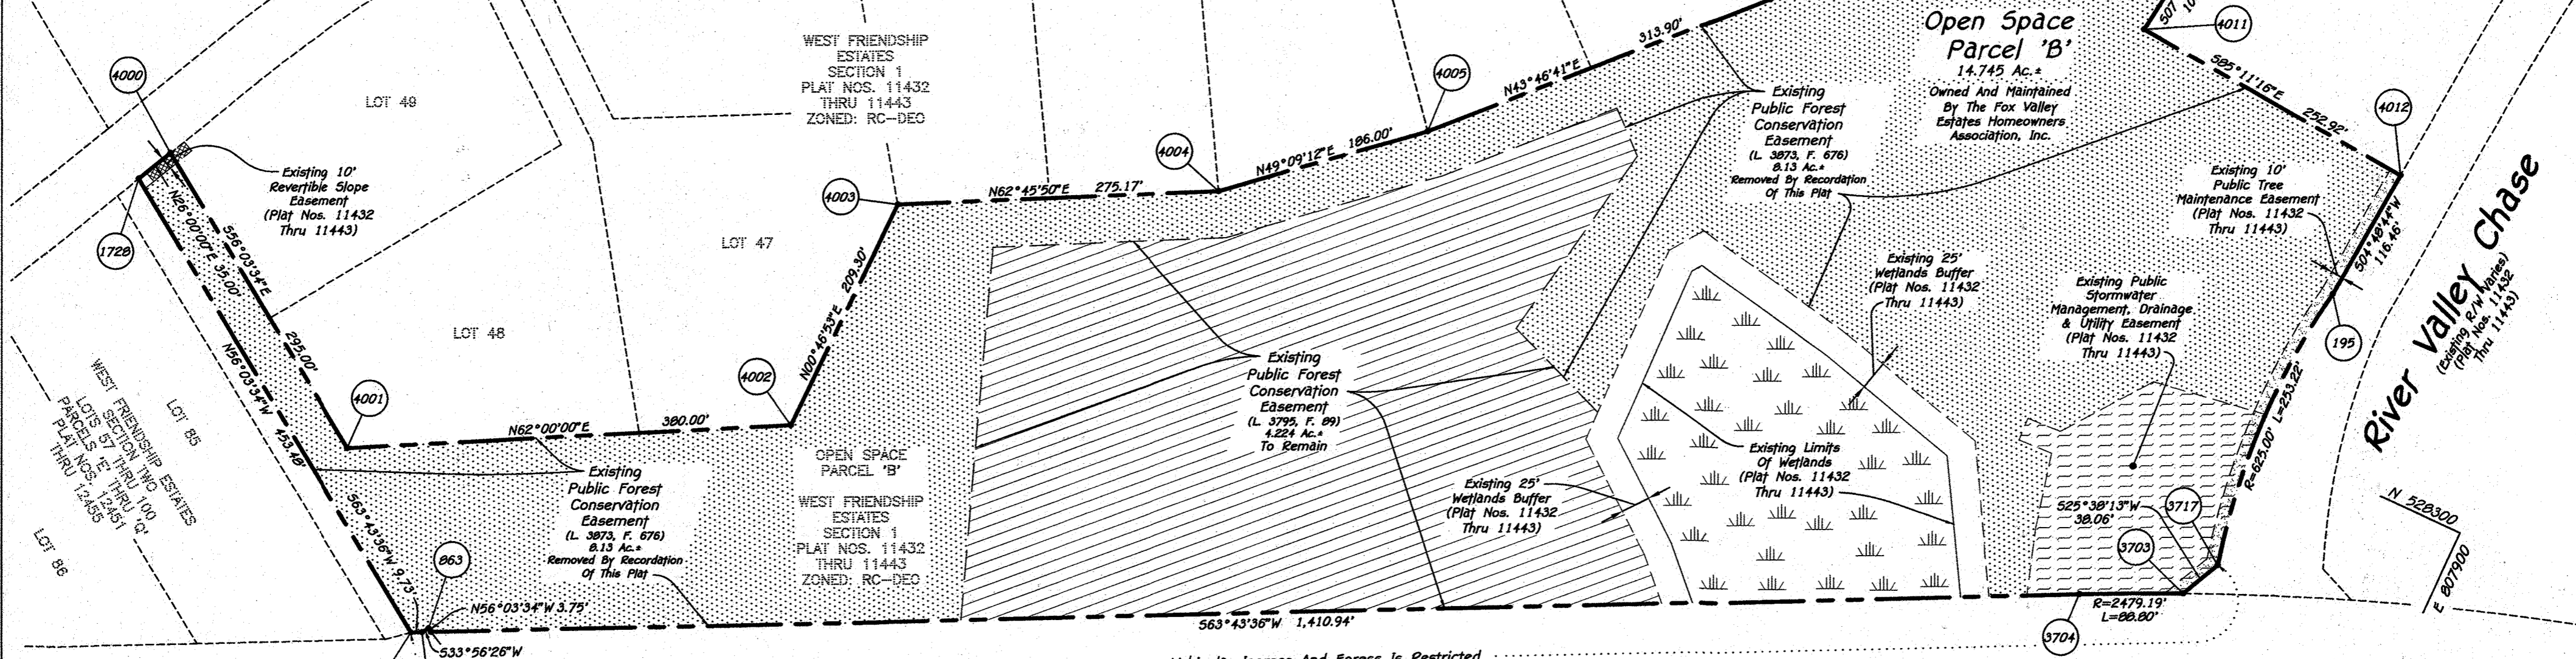 4000
LOT 49
Existing 10'
Revertible Slope
Easement
(Plat Nos. 11432
Thru 11443)
1728
N26°00'00"E 35.00'
S56°03'34"E
295.00'
N56°03'34"W 453.48'
4001
LOT 48
N62°00'00"E 380.00'
4002
LOT 47
N00°46'53"E 209.30'
4003
WEST FRIENDSHIP
ESTATES
SECTION 1
PLAT NOS. 11432
THRU 11443
ZONED: RC-DEO
N62°45'50"E 275.17'
4004
N49°09'12"E 186.00'
4005
N43°46'41"E 313.90'
Existing
Public Forest
Conservation
Easement
(L. 3873, F. 676)
8.13 Ac.±
Removed By Recordation
Of This Plat
Open Space
Parcel 'B'
14.745 Ac.±
Owned And Maintained
By The Fox Valley
Estates Homeowners
Association, Inc.
4011
S85°11'16"E
252.92'
4012
Existing 10'
Public Tree
Maintenance Easement
(Plat Nos. 11432
Thru 11443)
S04°48'44"W
116.46'
195
River Valley Chase
(Existing R/W Varies)
(Plat Nos. 11432
Thru 11443)
Existing 25'
Wetlands Buffer
(Plat Nos. 11432
Thru 11443)
Existing Public
Stormwater
Management, Drainage
& Utility Easement
(Plat Nos. 11432
Thru 11443)
R=625.00' L=253.22'
WEST FRIENDSHIP ESTATES
SECTION TWO
LOTS 57 THRU 100
PARCELS 'E' THRU 'Q'
PLAT NOS. 12451
THRU 12455
LOT 85
LOT 86
S63°43'36"W 9.73'
863
N56°03'34"W 3.75'
S33°56'26"W
Existing
Public Forest
Conservation
Easement
(L. 3873, F. 676)
8.13 Ac.±
Removed By Recordation
Of This Plat
OPEN SPACE
PARCEL 'B'
WEST FRIENDSHIP
ESTATES
SECTION 1
PLAT NOS. 11432
THRU 11443
ZONED: RC-DEO
Existing
Public Forest
Conservation
Easement
(L. 3795, F. 89)
4.224 Ac.±
To Remain
Existing 25'
Wetlands Buffer
(Plat Nos. 11432
Thru 11443)
Existing Limits
Of Wetlands
(Plat Nos. 11432
Thru 11443)
S25°38'13"W
38.06'
3717
3703
R=2479.19'
L=88.80'
3704
S63°43'36"W 1,410.94'
N 528300
E 807900
Ingress And Egress Is Restricted